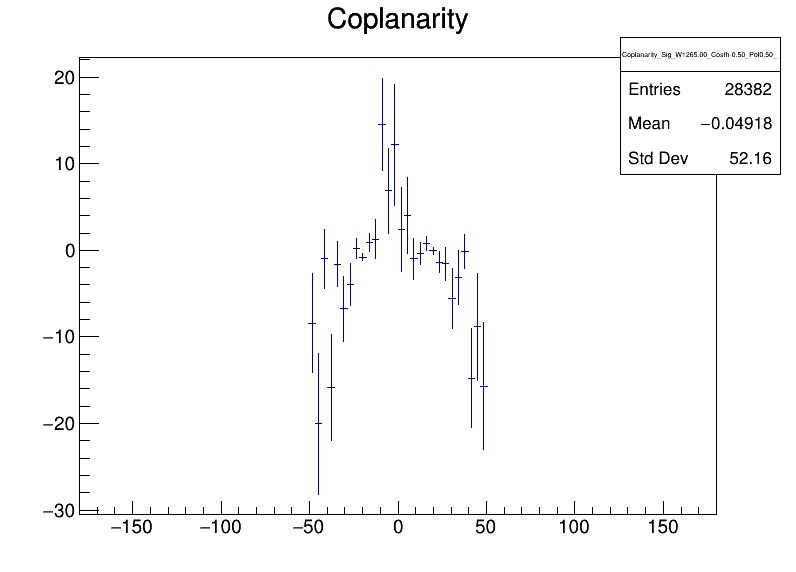 Coplanarity
Coplanarity_Sig_W1265.00_Costh-0.50_Pol0.50_
Entries 28382
Mean −0.04918
Std Dev 52.16
20
10
0
−10
−20
−30
−150 −100 −50 0 50 100 150